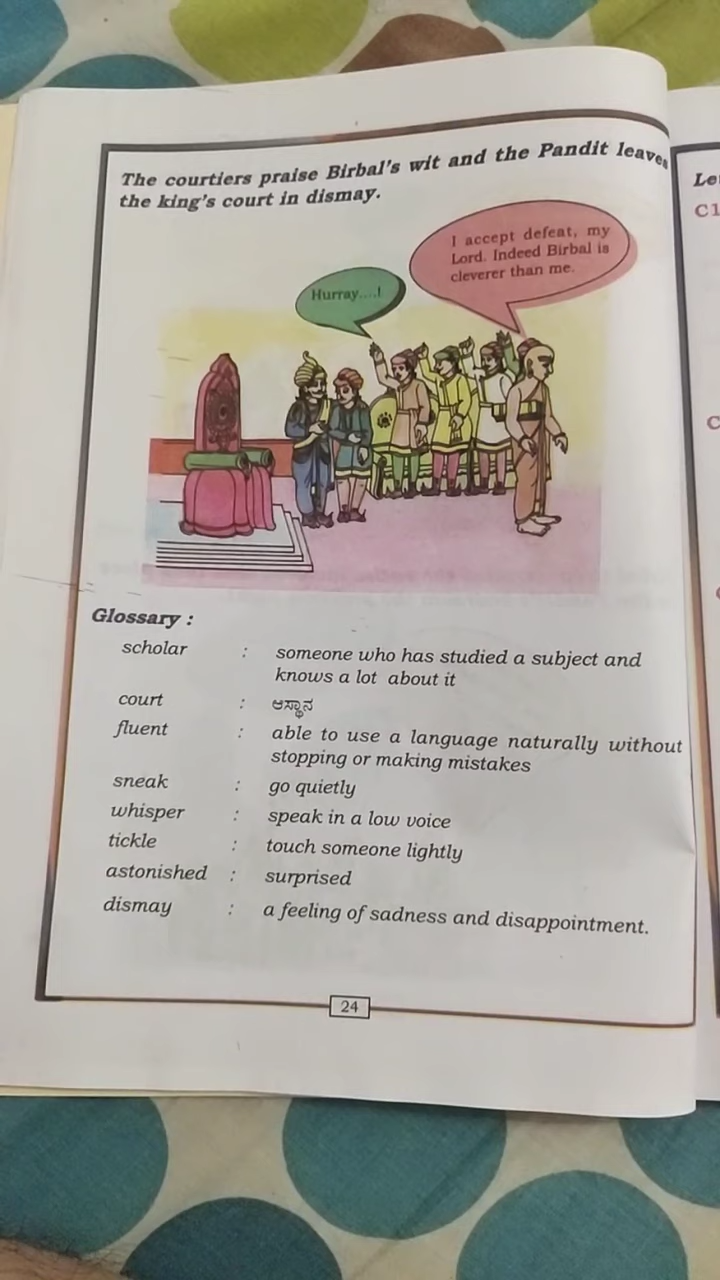 The courtiers praise Birbal's wit and the Pandit leaves
the king's court in dismay.
I accept defeat, my
Lord. Indeed Birbal is
cleverer than me.
Hurray....!
Glossary :
scholar : someone who has studied a subject and
knows a lot about it
court : ಆಸ್ಥಾನ
fluent : able to use a language naturally without
stopping or making mistakes
sneak : go quietly
whisper : speak in a low voice
tickle : touch someone lightly
astonished : surprised
dismay : a feeling of sadness and disappointment.
24
C1